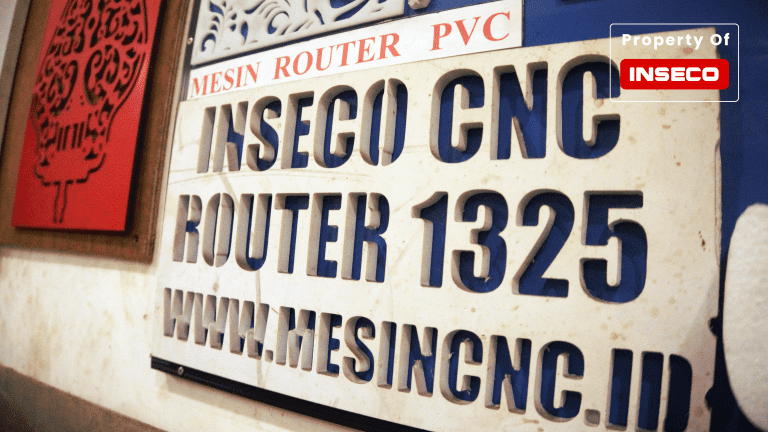 Property Of
INSECO
MESIN ROUTER PVC
INSECO CNC
ROUTER 1325
WWW.MESINCNC.ID